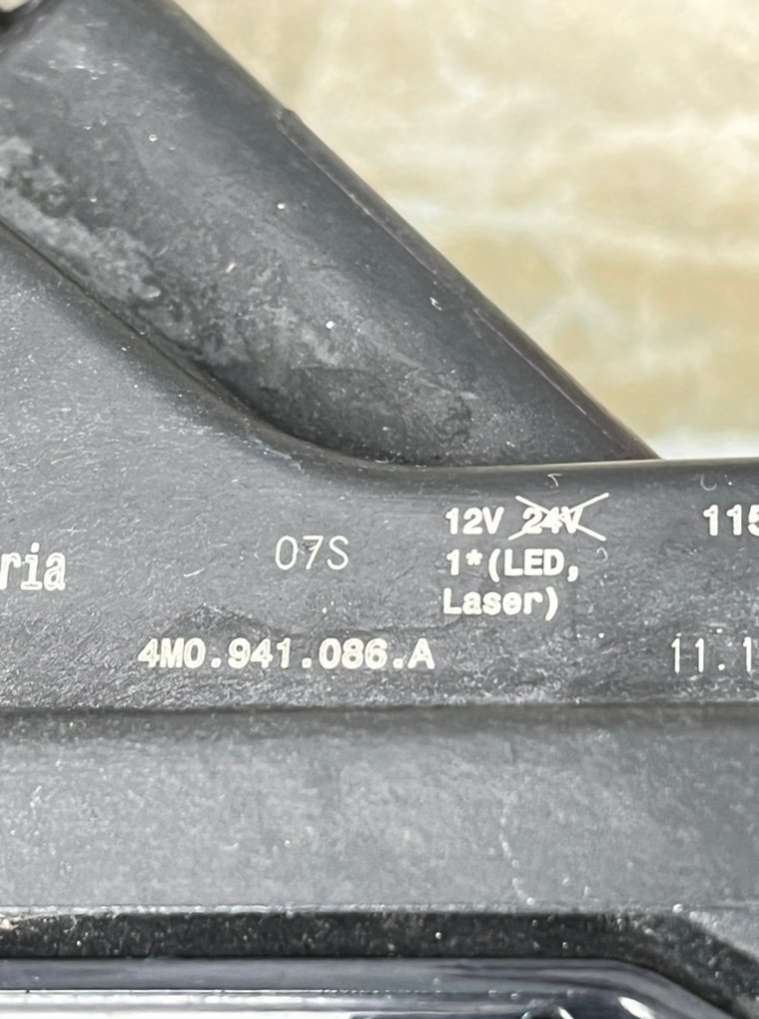 12V 24V 115
1*(LED,
ria 07S
Laser)
4M0.941.086.A 11.1